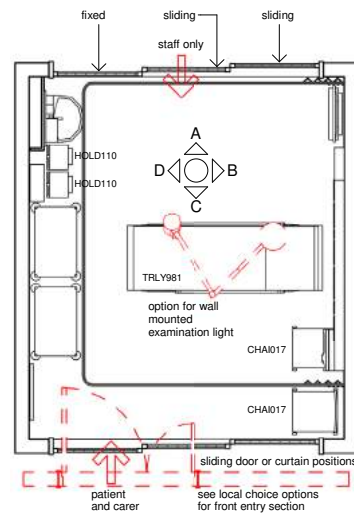 fixed
sliding
sliding
staff only
HOLD110
HOLD110
A
D
B
C
TRLY981
option for wall
mounted
examination light
CHAI017
CHAI017
sliding door or curtain positions
patient
and carer
see local choice options
for front entry section